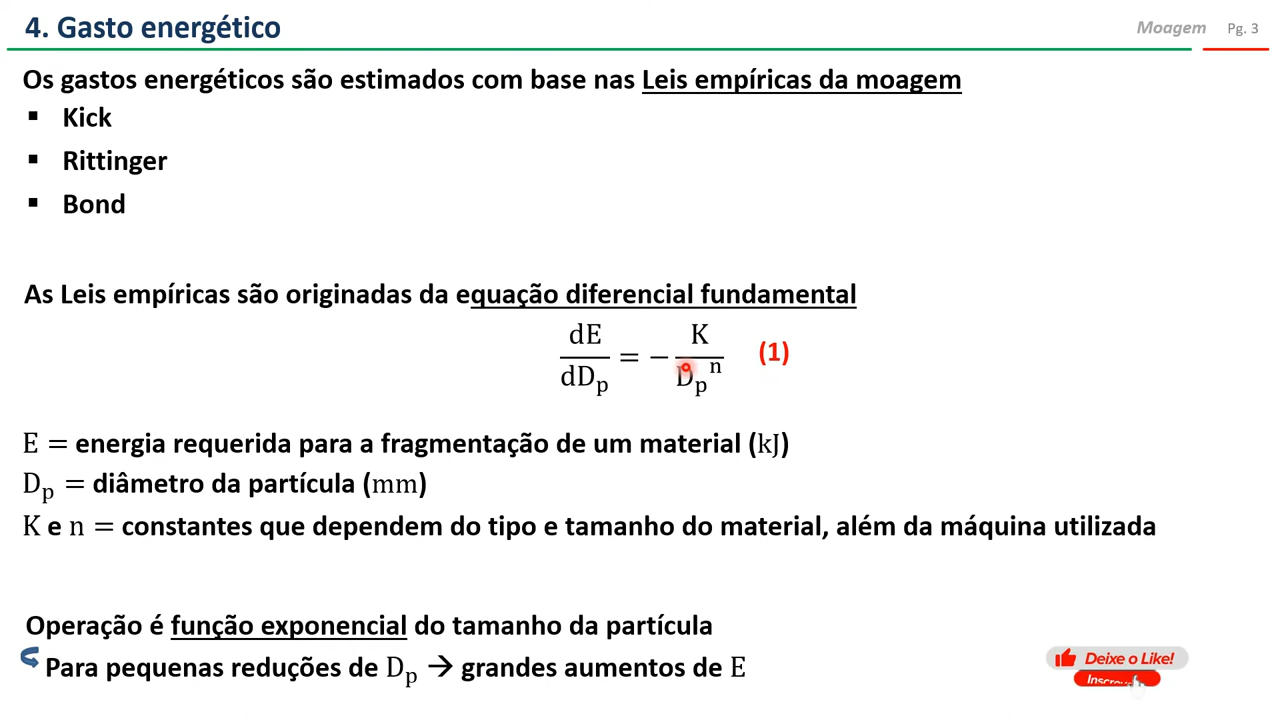 4. Gasto energético
Moagem Pg. 3
Os gastos energéticos são estimados com base nas Leis empíricas da moagem
▪ Kick
▪ Rittinger
▪ Bond
As Leis empíricas são originadas da equação diferencial fundamental
dE/dDₚ = − K/Dₚⁿ (1)
E = energia requerida para a fragmentação de um material (kJ)
Dₚ = diâmetro da partícula (mm)
K e n = constantes que dependem do tipo e tamanho do material, além da máquina utilizada
Operação é função exponencial do tamanho da partícula
Para pequenas reduções de Dₚ → grandes aumentos de E
Deixe o Like!